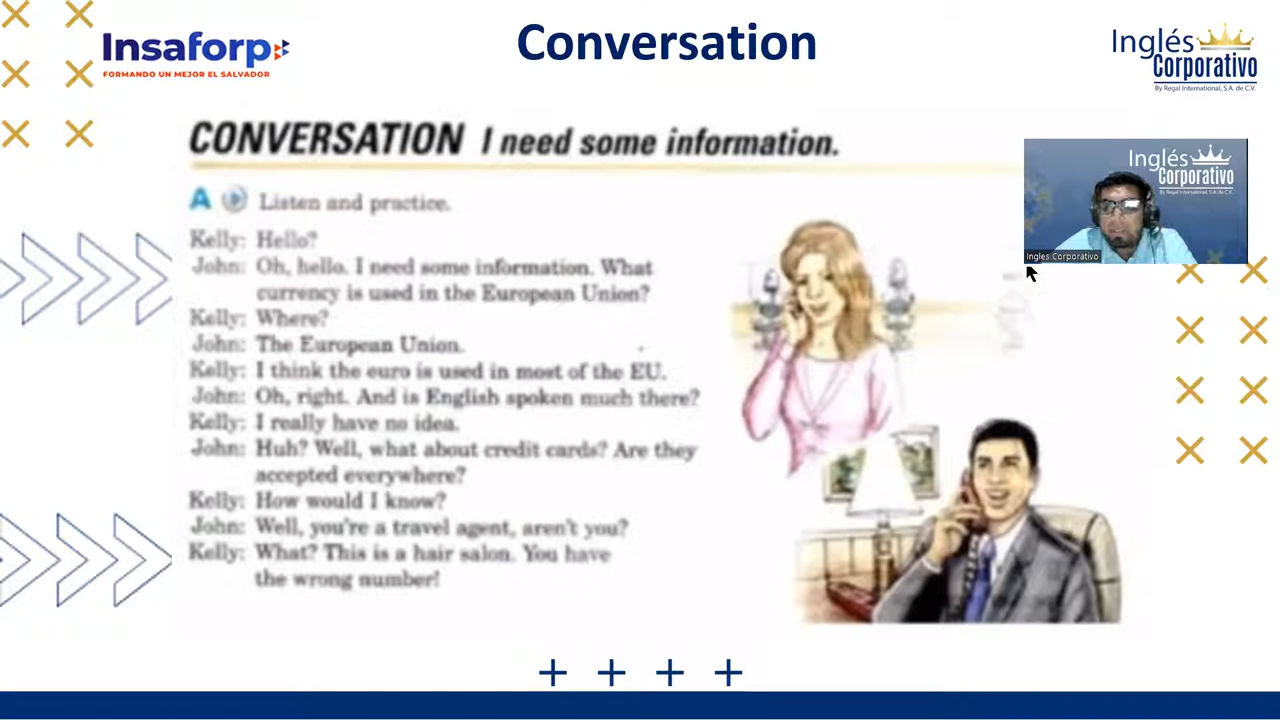 Conversation
Insaforp
FORMANDO UN MEJOR EL SALVADOR
Inglés
Corporativo
By Regal International, S.A. de C.V.
CONVERSATION I need some information.
A Listen and practice.
Kelly: Hello?
John: Oh, hello. I need some information. What
currency is used in the European Union?
Kelly: Where?
John: The European Union.
Kelly: I think the euro is used in most of the EU.
John: Oh, right. And is English spoken much there?
Kelly: I really have no idea.
John: Huh? Well, what about credit cards? Are they
accepted everywhere?
Kelly: How would I know?
John: Well, you're a travel agent, aren't you?
Kelly: What? This is a hair salon. You have
the wrong number!
Inglés
Corporativo
Ingles Corporativo